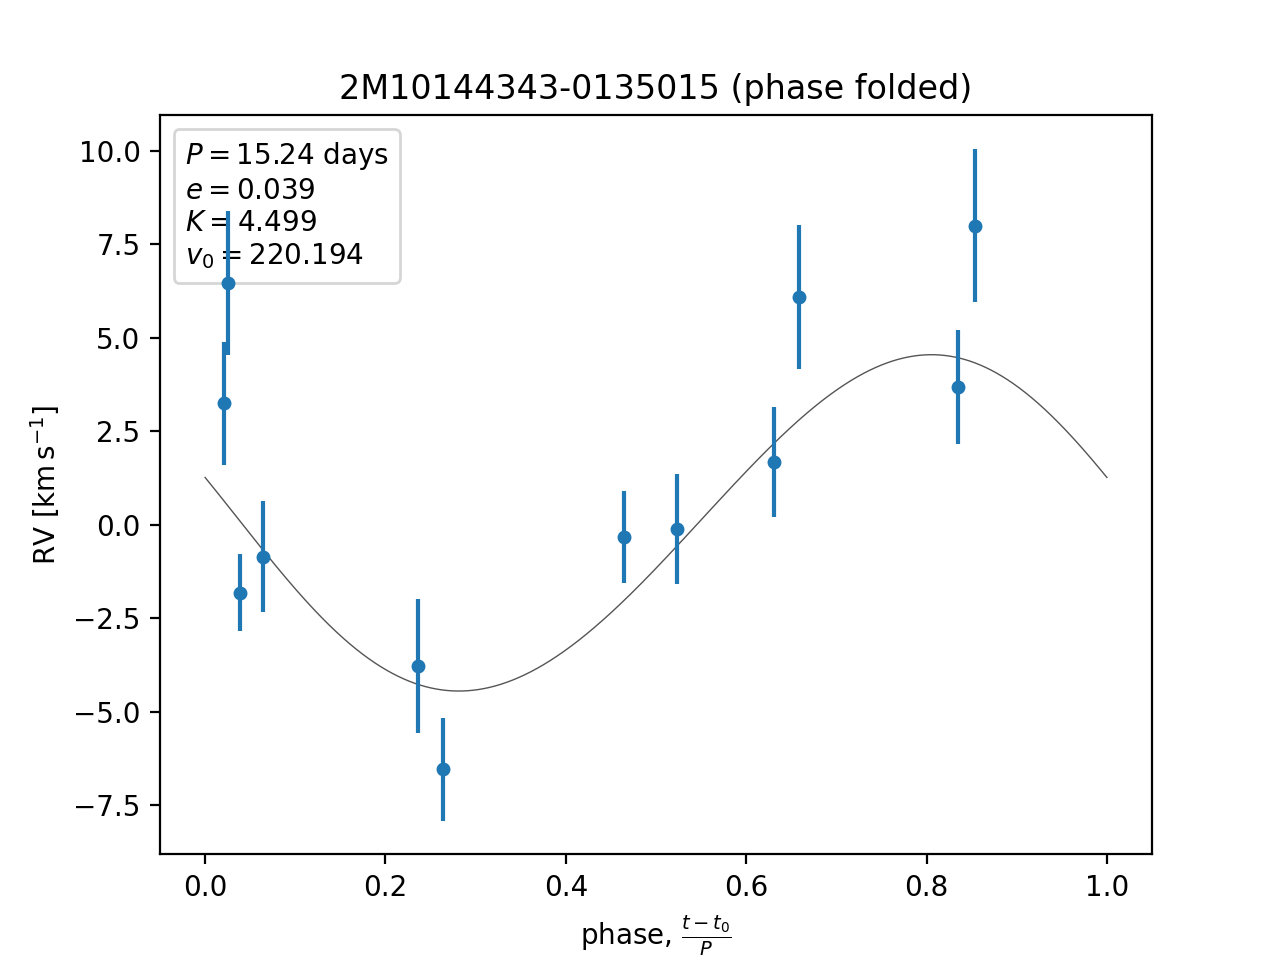 2M10144343-0135015 (phase folded)
P = 15.24 days
e = 0.039
K = 4.499
v₀ = 220.194
RV [km s⁻¹]
10.0
7.5
5.0
2.5
0.0
−2.5
−5.0
−7.5
0.0 0.2 0.4 0.6 0.8 1.0
phase, (t − t₀)/P